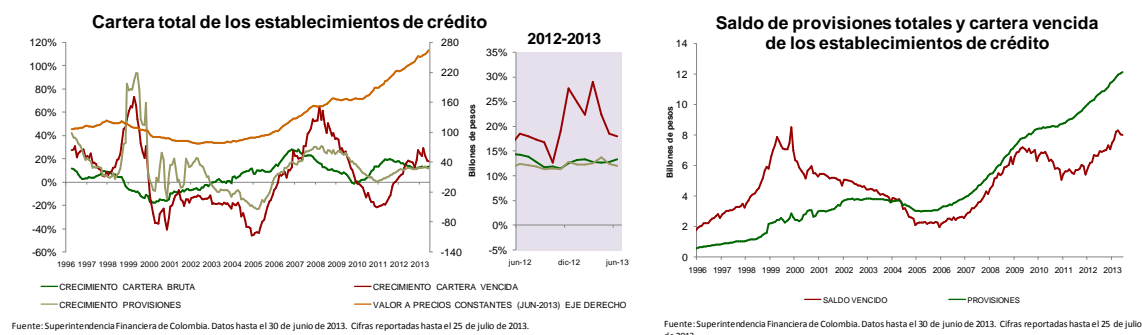 Cartera total de los establecimientos de crédito
120%
100%
80%
60%
40%
20%
0%
-20%
-40%
-60%
280
220
160
100
40
-20
-80
-140
Billones de pesos
1996 1997 1998 1999 2000 2001 2002 2003 2003 2004 2005 2006 2007 2008 2009 2010 2011 2012 2013
2012-2013
35%
30%
25%
20%
15%
10%
5%
0%
-5%
jun-12 dic-12 jun-13
CRECIMIENTO CARTERA BRUTA
CRECIMIENTO CARTERA VENCIDA
CRECIMIENTO PROVISIONES
VALOR A PRECIOS CONSTANTES (JUN-2013) EJE DERECHO
Fuente: Superintendencia Financiera de Colombia. Datos hasta el 30 de junio de 2013. Cifras reportadas hasta el 25 de julio de 2013.
Saldo de provisiones totales y cartera vencida
de los establecimientos de crédito
Billones de pesos
14
12
10
8
6
4
2
0
1996 1997 1998 1999 2000 2001 2002 2003 2004 2005 2006 2007 2008 2009 2010 2011 2012 2013
SALDO VENCIDO
PROVISIONES
Fuente: Superintendencia Financiera de Colombia. Datos hasta el 30 de junio de 2013. Cifras reportadas hasta el 25 de julio
de 2013.